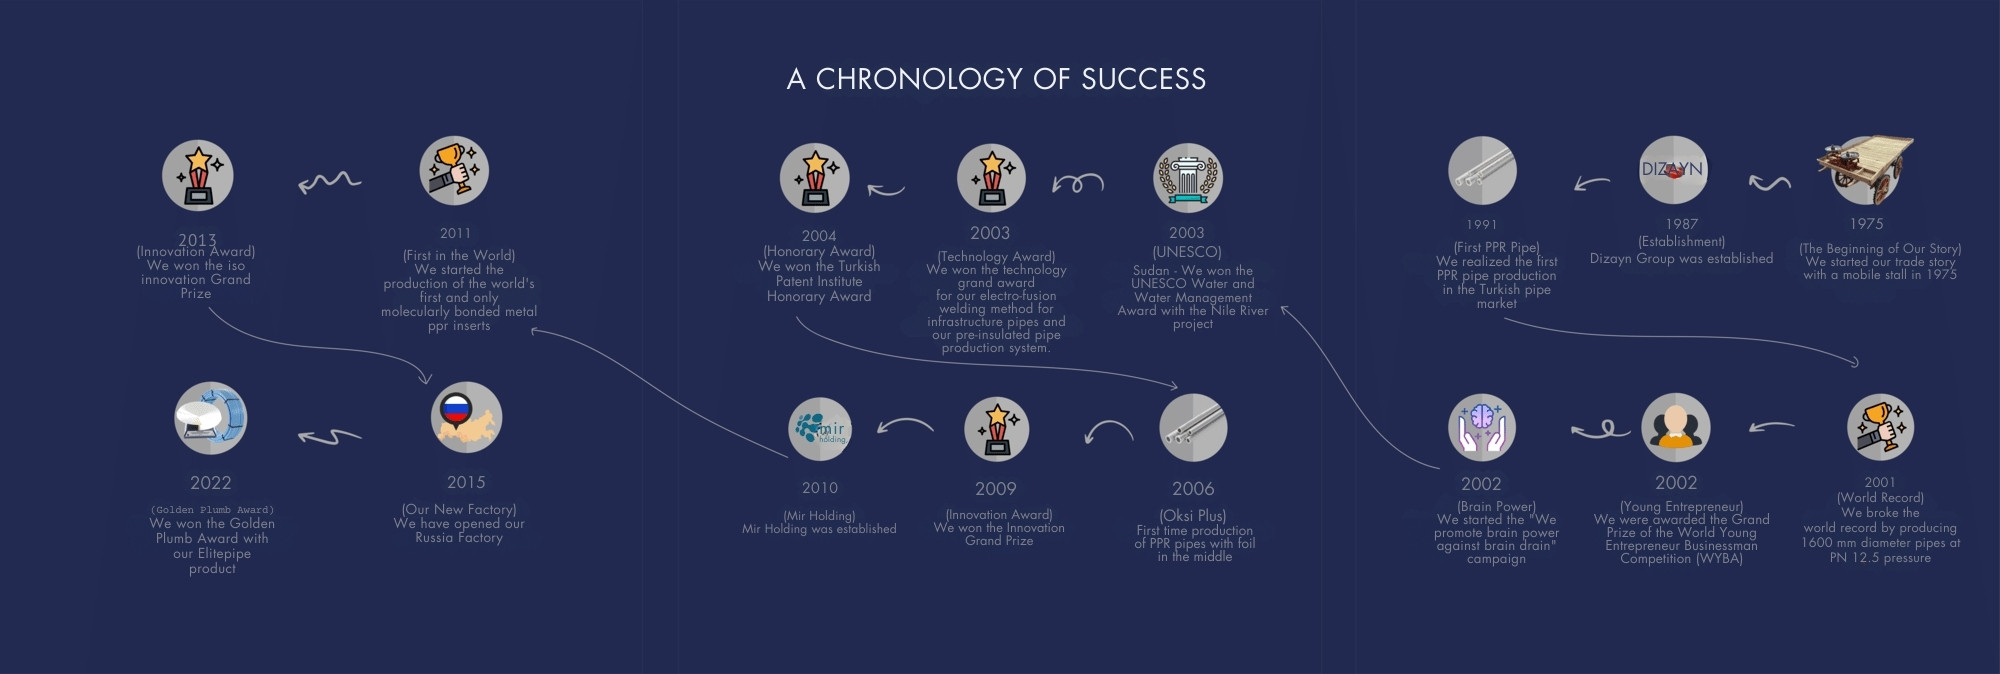 A CHRONOLOGY OF SUCCESS
1975
(The Beginning of Our Story)
We started our trade story
with a mobile stall in 1975
DIZAYN
1987
(Establishment)
Dizayn Group was established
1991
(First PPR Pipe)
We realized the first
PPR pipe production
in the Turkish pipe
market
2001
(World Record)
We broke the
world record by producing
1600 mm diameter pipes at
PN 12.5 pressure
2002
(Young Entrepreneur)
We were awarded the Grand
Prize of the World Young
Entrepreneur Businessman
Competition (WYBA)
2002
(Brain Power)
We started the "We
promote brain power
against brain drain"
campaign
2003
(UNESCO)
Sudan - We won the
UNESCO Water and
Water Management
Award with the Nile River
project
2003
(Technology Award)
We won the technology
grand award
for our electro-fusion
welding method for
infrastructure pipes and
our pre-insulated pipe
production system.
2004
(Honorary Award)
We won the Turkish
Patent Institute
Honorary Award
2006
(Oksi Plus)
First time production
of PPR pipes with foil
in the middle
2009
(Innovation Award)
We won the Innovation
Grand Prize
mir
holding
2010
(Mir Holding)
Mir Holding was established
2011
(First in the World)
We started the
production of the world's
first and only
molecularly bonded metal
ppr inserts
2013
(Innovation Award)
We won the iso
innovation Grand
Prize
2015
(Our New Factory)
We have opened our
Russia Factory
2022
(Golden Plumb Award)
We won the Golden
Plumb Award with
our Elitepipe
product